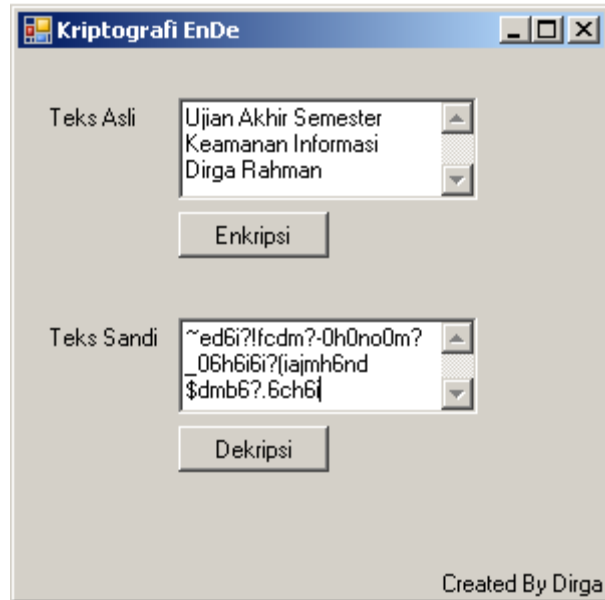 Kriptografi EnDe
Teks Asli
Ujian Akhir Semester
Keamanan Informasi
Dirga Rahman
Enkripsi
Teks Sandi
~ed6i?!fcdm?-0h0no0m?
_06h6i6i?(iajmh6nd
$dmb6?.6ch6i
Dekripsi
Created By Dirga